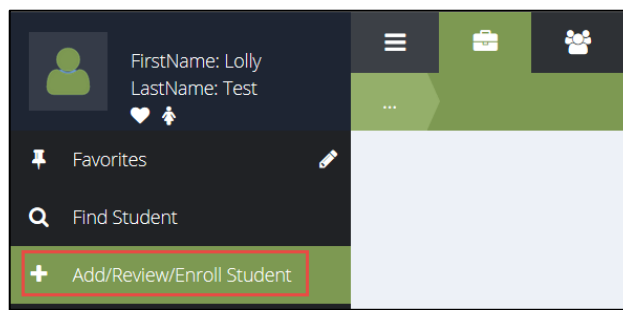 FirstName: Lolly
LastName: Test
...
Favorites
Find Student
Add/Review/Enroll Student